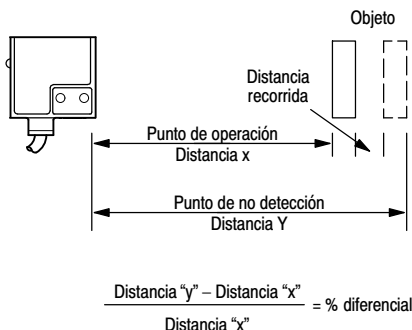 Objeto
Distancia
recorrida
Punto de operación
Distancia x
Punto de no detección
Distancia Y
Distancia “y” – Distancia “x”
Distancia “x”
= % diferencial